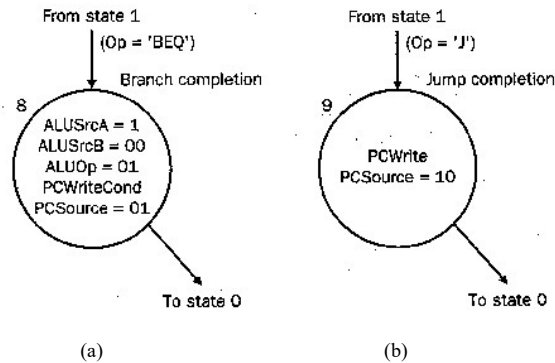 From state 1
(Op = 'BEQ')
Branch completion
8
ALUSrcA = 1
ALUSrcB = 00
ALUOp = 01
PCWriteCond
PCSource = 01
To state 0
(a)
From state 1
(Op = 'J')
Jump completion
9
PCWrite
PCSource = 10
To state 0
(b)